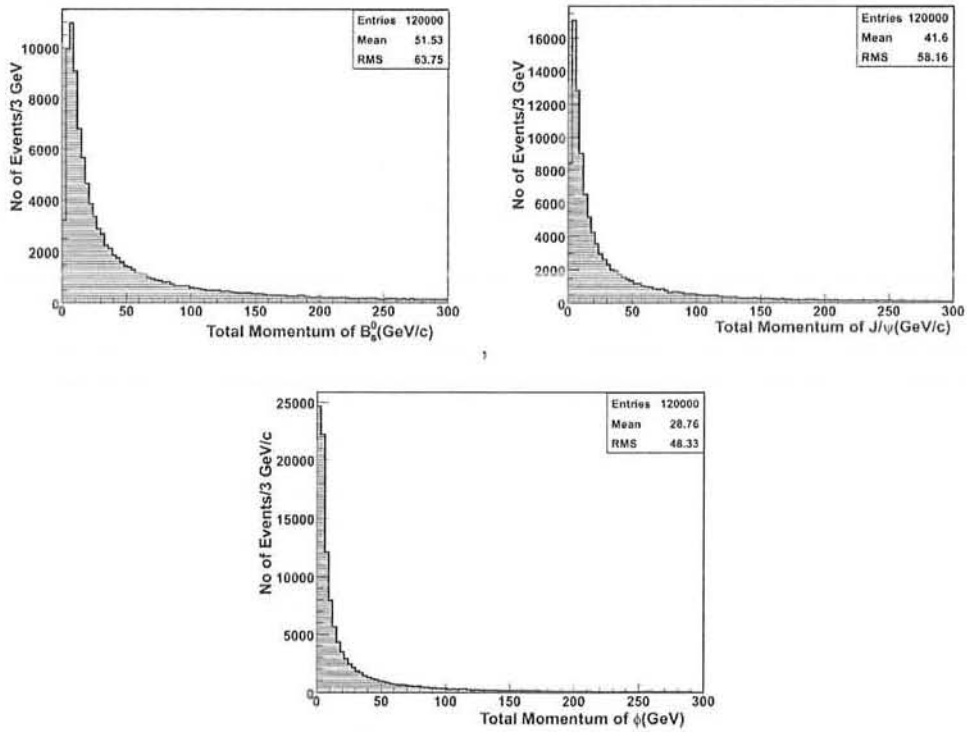 No of Events/3 GeV
10000
8000
6000
4000
2000
0
0 50 100 150 200 250 300
Total Momentum of B⁰ₛ(GeV/c)
Entries 120000
Mean 51.53
RMS 63.75
No of Events/3 GeV
16000
14000
12000
10000
8000
6000
4000
2000
0
0 50 100 150 200 250 300
Total Momentum of J/ψ(GeV/c)
Entries 120000
Mean 41.6
RMS 58.16
,
No of Events/3 GeV/c
25000
20000
15000
10000
5000
0
0 50 100 150 200 250 300
Total Momentum of ϕ(GeV)
Entries 120000
Mean 28.76
RMS 48.33